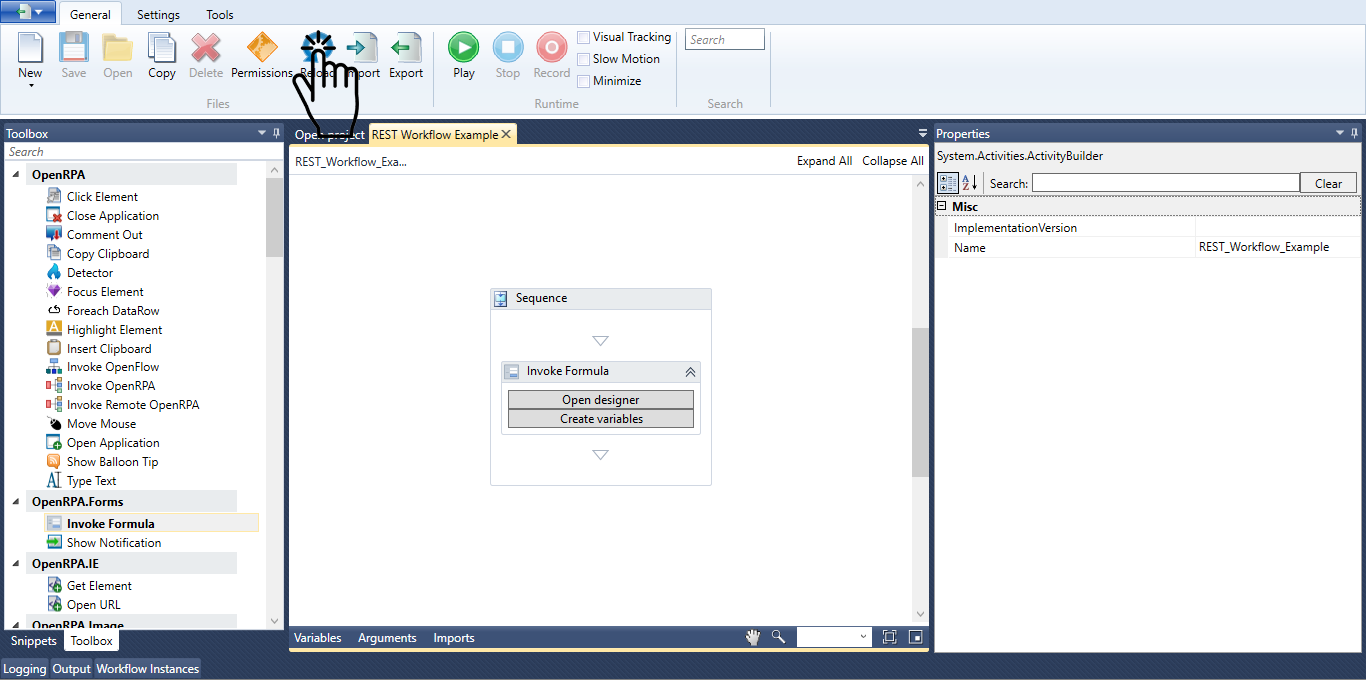 General Settings Tools
New Save Open Copy Delete Permissions Reload Import Export
Files
Play Stop Record
Visual Tracking
Slow Motion
Minimize
Runtime
Search
Search
Toolbox
Search
OpenRPA
Click Element
Close Application
Comment Out
Copy Clipboard
Detector
Focus Element
Foreach DataRow
Highlight Element
Insert Clipboard
Invoke OpenFlow
Invoke OpenRPA
Invoke Remote OpenRPA
Move Mouse
Open Application
Show Balloon Tip
Type Text
OpenRPA.Forms
Invoke Formula
Show Notification
OpenRPA.IE
Get Element
Open URL
OpenRPA.Image
Snippets Toolbox
Open project REST Workflow Example
REST_Workflow_Exa... Expand All Collapse All
Sequence
Invoke Formula
Open designer
Create variables
Variables Arguments Imports
Properties
System.Activities.ActivityBuilder
Search: Clear
Misc
ImplementationVersion
Name REST_Workflow_Example
Logging Output Workflow Instances